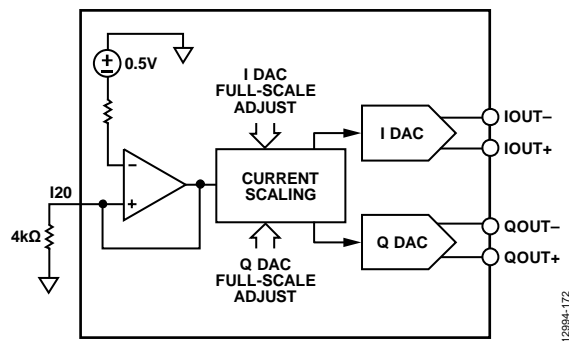 0.5V
I DAC
FULL-SCALE
ADJUST
I DAC
IOUT–
IOUT+
CURRENT
SCALING
I20
4kΩ
Q DAC
QOUT–
QOUT+
Q DAC
FULL-SCALE
ADJUST
12994-172